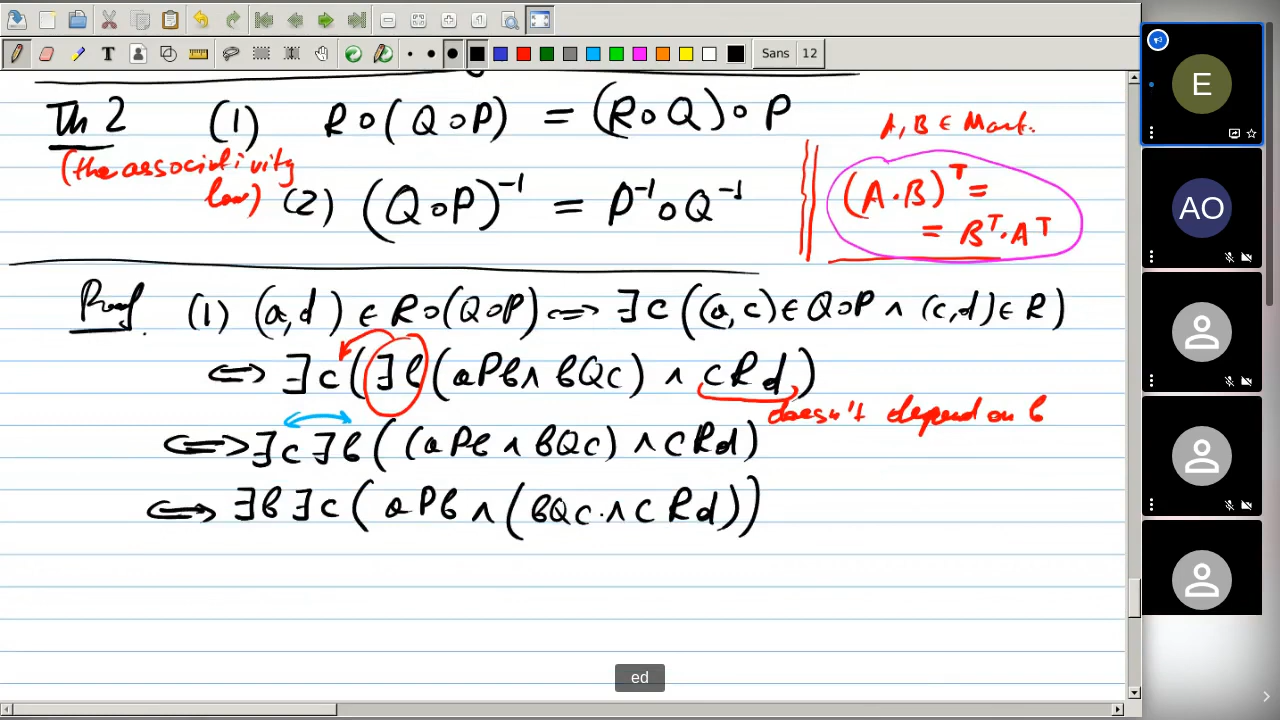 Sans 12
E
AO
Th 2 (1) R∘(Q∘P) = (R∘Q)∘P
(the associativity
law)
(2) (Q∘P)⁻¹ = P⁻¹∘Q⁻¹
A, B ∈ Mat.
(A·B)ᵀ =
= Bᵀ·Aᵀ
Proof. (1) (a,d) ∈ R∘(Q∘P) ⟺ ∃c((a,c)∈Q∘P ∧ (c,d)∈R)
⟺ ∃c(∃b(aPb∧ bQc) ∧ cRd)
doesn't depend on b
⟺ ∃c ∃b((aPb ∧ bQc) ∧ cRd)
⟺ ∃b ∃c(aPb ∧ (bQc ∧ cRd))
ed